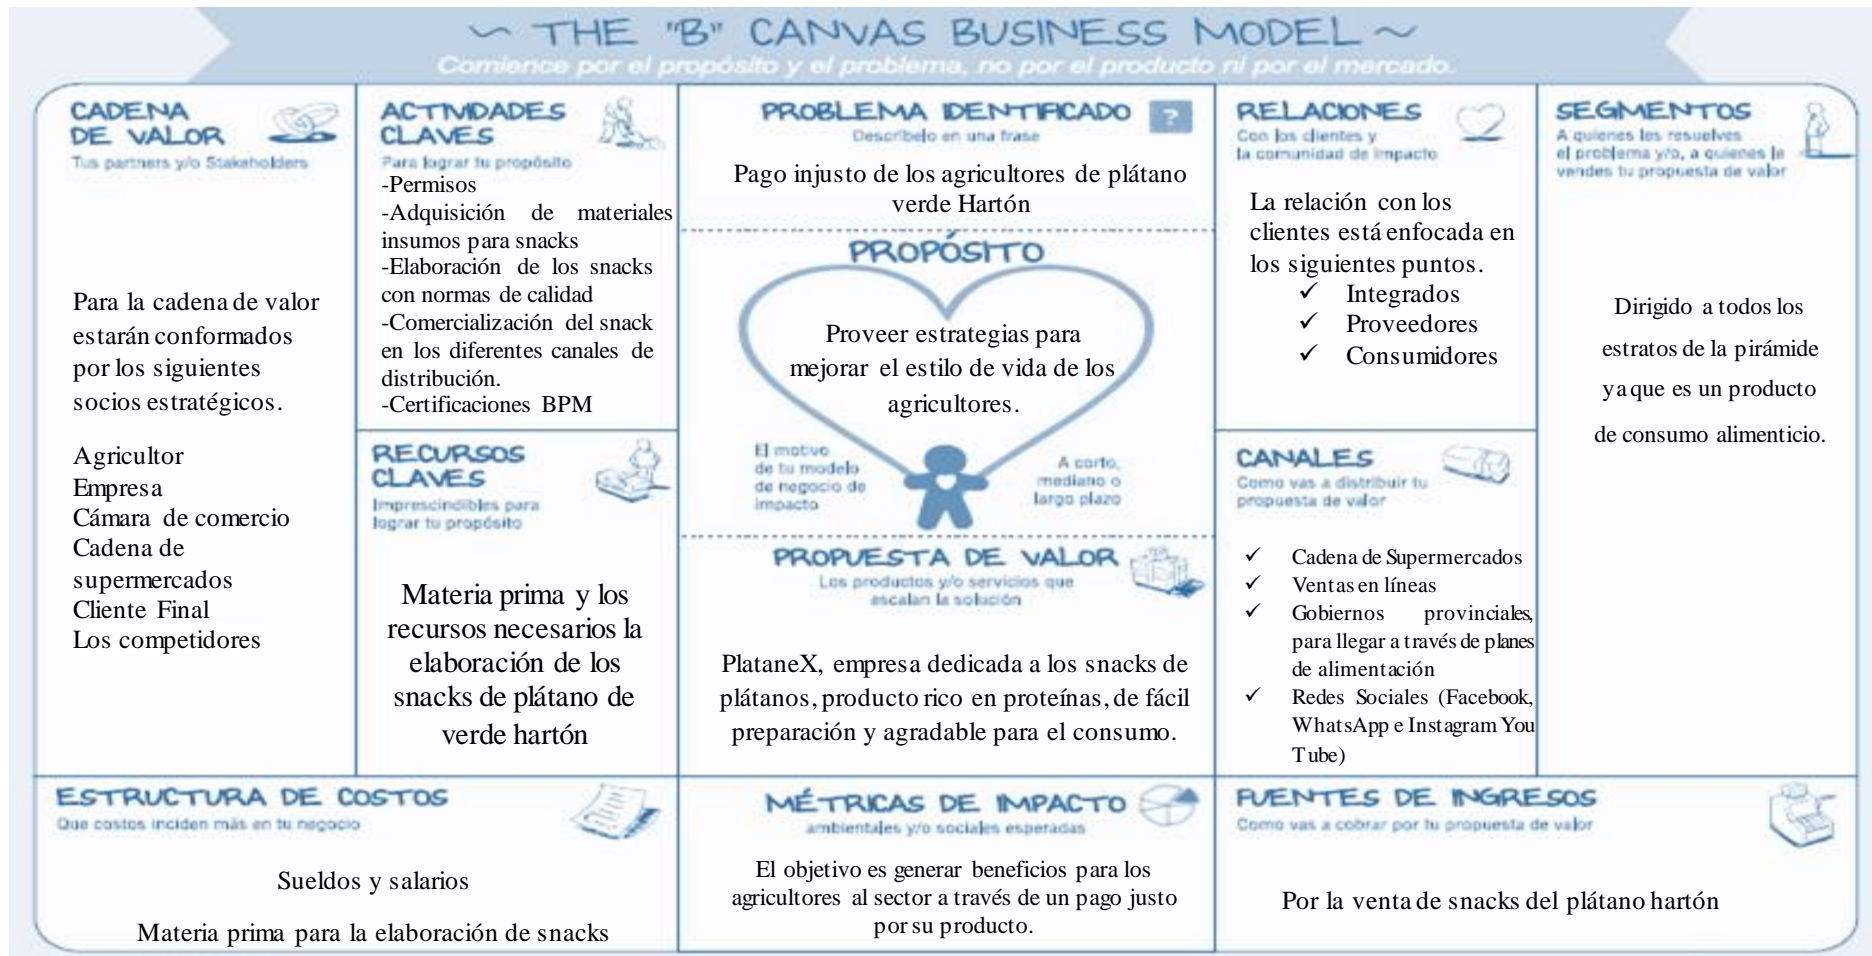 THE "B" CANVAS BUSINESS MODEL
Comience por el propósito y el problema, no por el producto ni por el mercado.
CADENA
DE VALOR
Tus partners y/o Stakeholders
Para la cadena de valor
estarán conformados
por los siguientes
socios estratégicos.
Agricultor
Empresa
Cámara de comercio
Cadena de
supermercados
Cliente Final
Los competidores
ACTIVIDADES
CLAVES
Para lograr tu propósito
-Permisos
-Adquisición de materiales
insumos para snacks
-Elaboración de los snacks
con normas de calidad
-Comercialización del snack
en los diferentes canales de
distribución.
-Certificaciones BPM
RECURSOS
CLAVES
Imprescindibles para
lograr tu propósito
Materia prima y los
recursos necesarios la
elaboración de los
snacks de plátano de
verde hartón
PROBLEMA IDENTIFICADO
?
Descríbelo en una frase
Pago injusto de los agricultores de plátano
verde Hartón
PROPÓSITO
Proveer estrategias para
mejorar el estilo de vida de los
agricultores.
El motivo
de tu modelo
de negocio de
impacto
A corto,
mediano o
largo plazo
PROPUESTA DE VALOR
Los productos y/o servicios que
escalan la solución
PlataneX, empresa dedicada a los snacks de
plátanos, producto rico en proteínas, de fácil
preparación y agradable para el consumo.
RELACIONES
Con los clientes y
la comunidad de impacto
La relación con los
clientes está enfocada en
los siguientes puntos.
✓ Integrados
✓ Proveedores
✓ Consumidores
CANALES
Como vas a distribuir tu
propuesta de valor
✓ Cadena de Supermercados
✓ Ventas en líneas
✓ Gobiernos provinciales,
para llegar a través de planes
de alimentación
✓ Redes Sociales (Facebook,
WhatsApp e Instagram You
Tube)
SEGMENTOS
A quienes les resuelves
el problema y/o, a quienes le
vendes tu propuesta de valor
Dirigido a todos los
estratos de la pirámide
ya que es un producto
de consumo alimenticio.
ESTRUCTURA DE COSTOS
Que costos inciden más en tu negocio
Sueldos y salarios
Materia prima para la elaboración de snacks
MÉTRICAS DE IMPACTO
ambientales y/o sociales esperadas
El objetivo es generar beneficios para los
agricultores al sector a través de un pago justo
por su producto.
FUENTES DE INGRESOS
Como vas a cobrar por tu propuesta de valor
Por la venta de snacks del plátano hartón